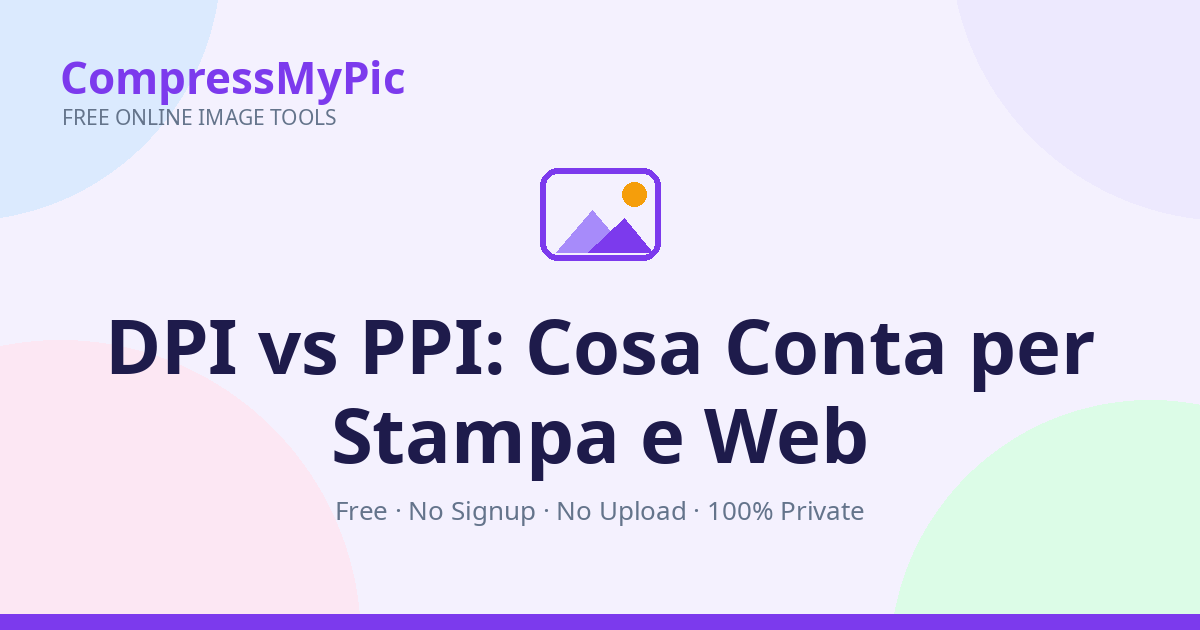 CompressMyPic
FREE ONLINE IMAGE TOOLS
DPI vs PPI: Cosa Conta per
Stampa e Web
Free · No Signup · No Upload · 100% Private